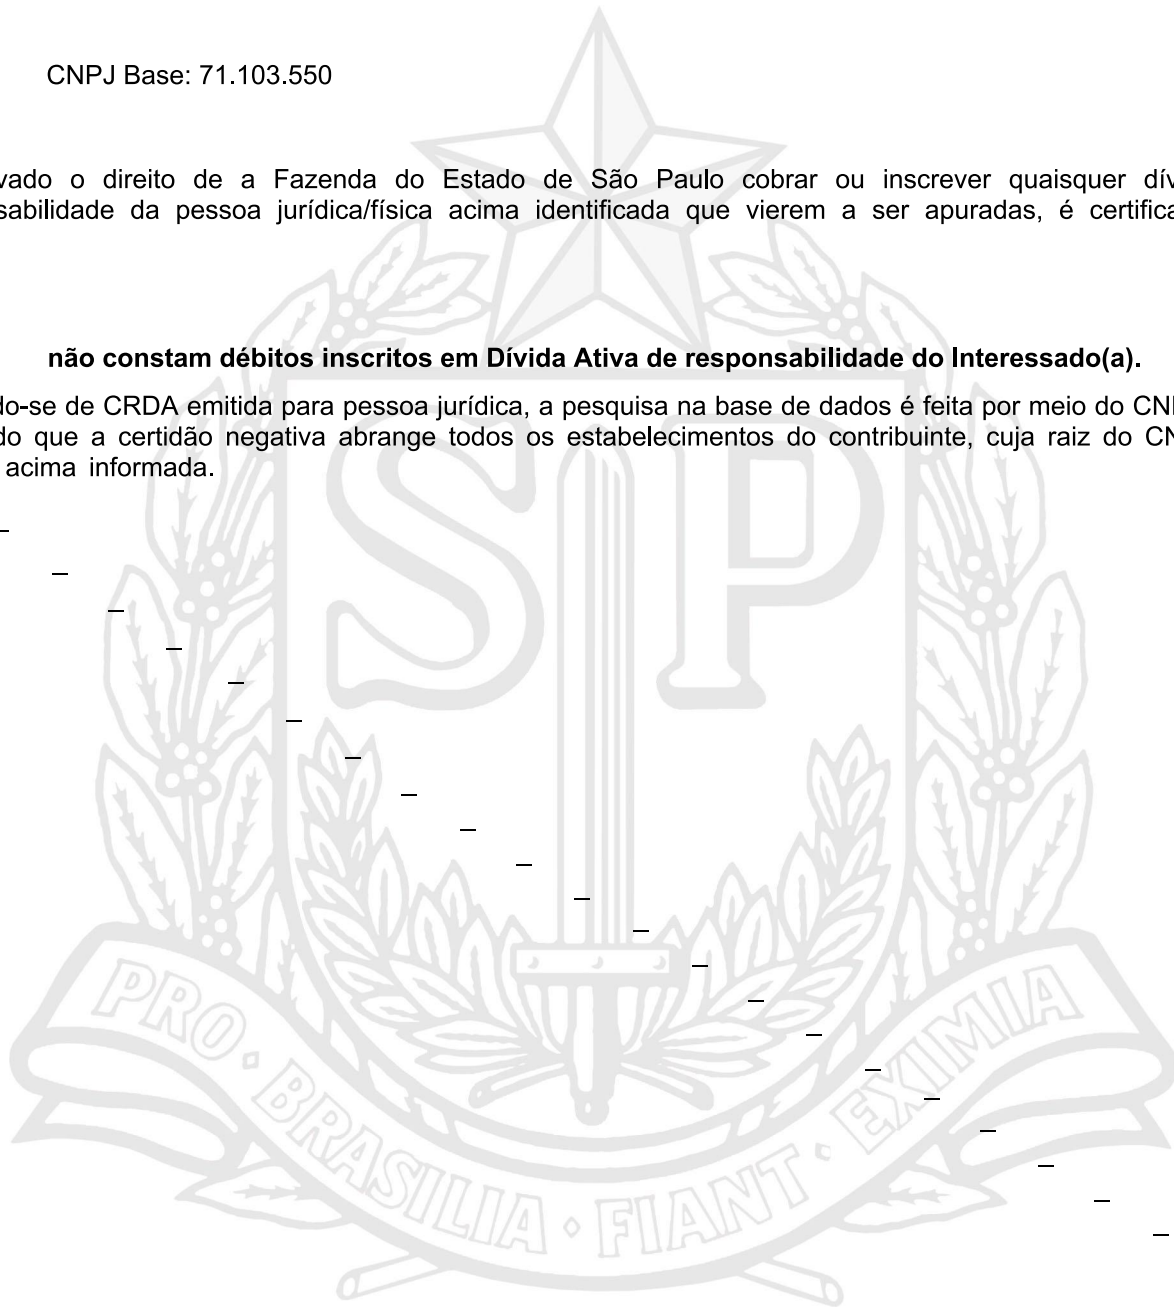 CNPJ Base: 71.103.550
vado o direito de a Fazenda do Estado de São Paulo cobrar ou inscrever quaisquer dív
sabilidade da pessoa jurídica/física acima identificada que vierem a ser apuradas, é certifica
não constam débitos inscritos em Dívida Ativa de responsabilidade do Interessado(a).
do-se de CRDA emitida para pessoa jurídica, a pesquisa na base de dados é feita por meio do CN
do que a certidão negativa abrange todos os estabelecimentos do contribuinte, cuja raiz do CN
acima informada.
SP
PRO · BRASILIA · FIANT · EXIMIA